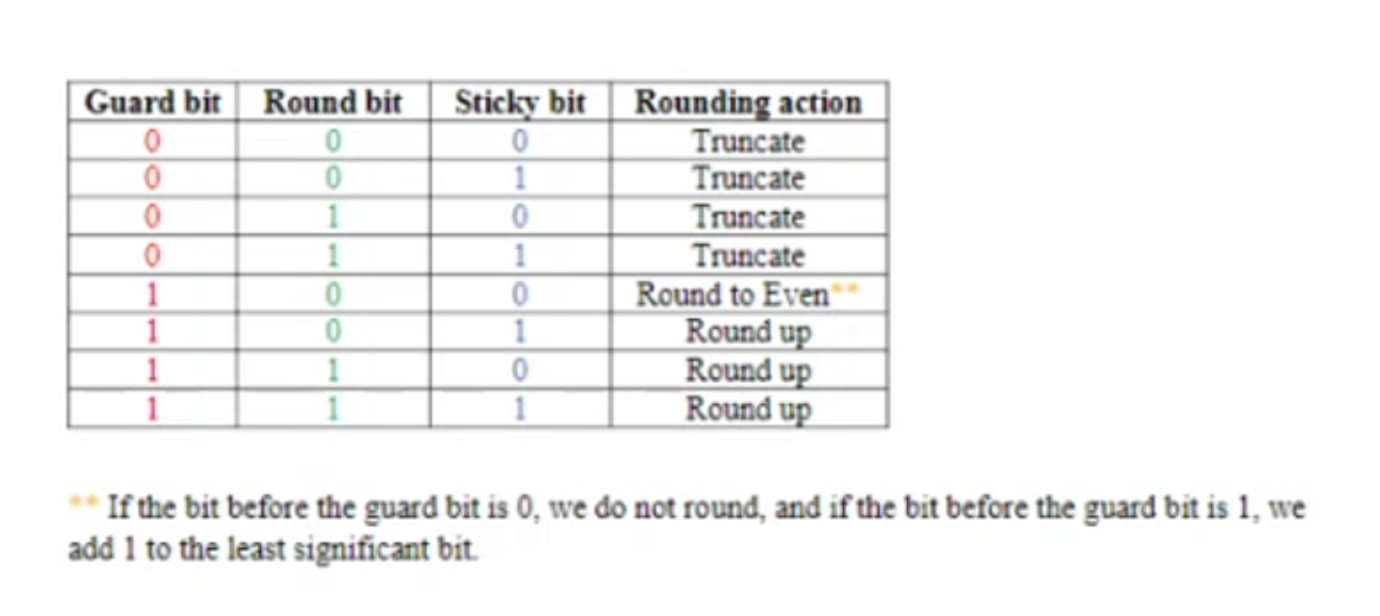 Guard bit Round bit Sticky bit Rounding action
0 0 0 Truncate
0 0 1 Truncate
0 1 0 Truncate
0 1 1 Truncate
1 0 0 Round to Even**
1 0 1 Round up
1 1 0 Round up
1 1 1 Round up
** If the bit before the guard bit is 0, we do not round, and if the bit before the guard bit is 1, we
add 1 to the least significant bit.